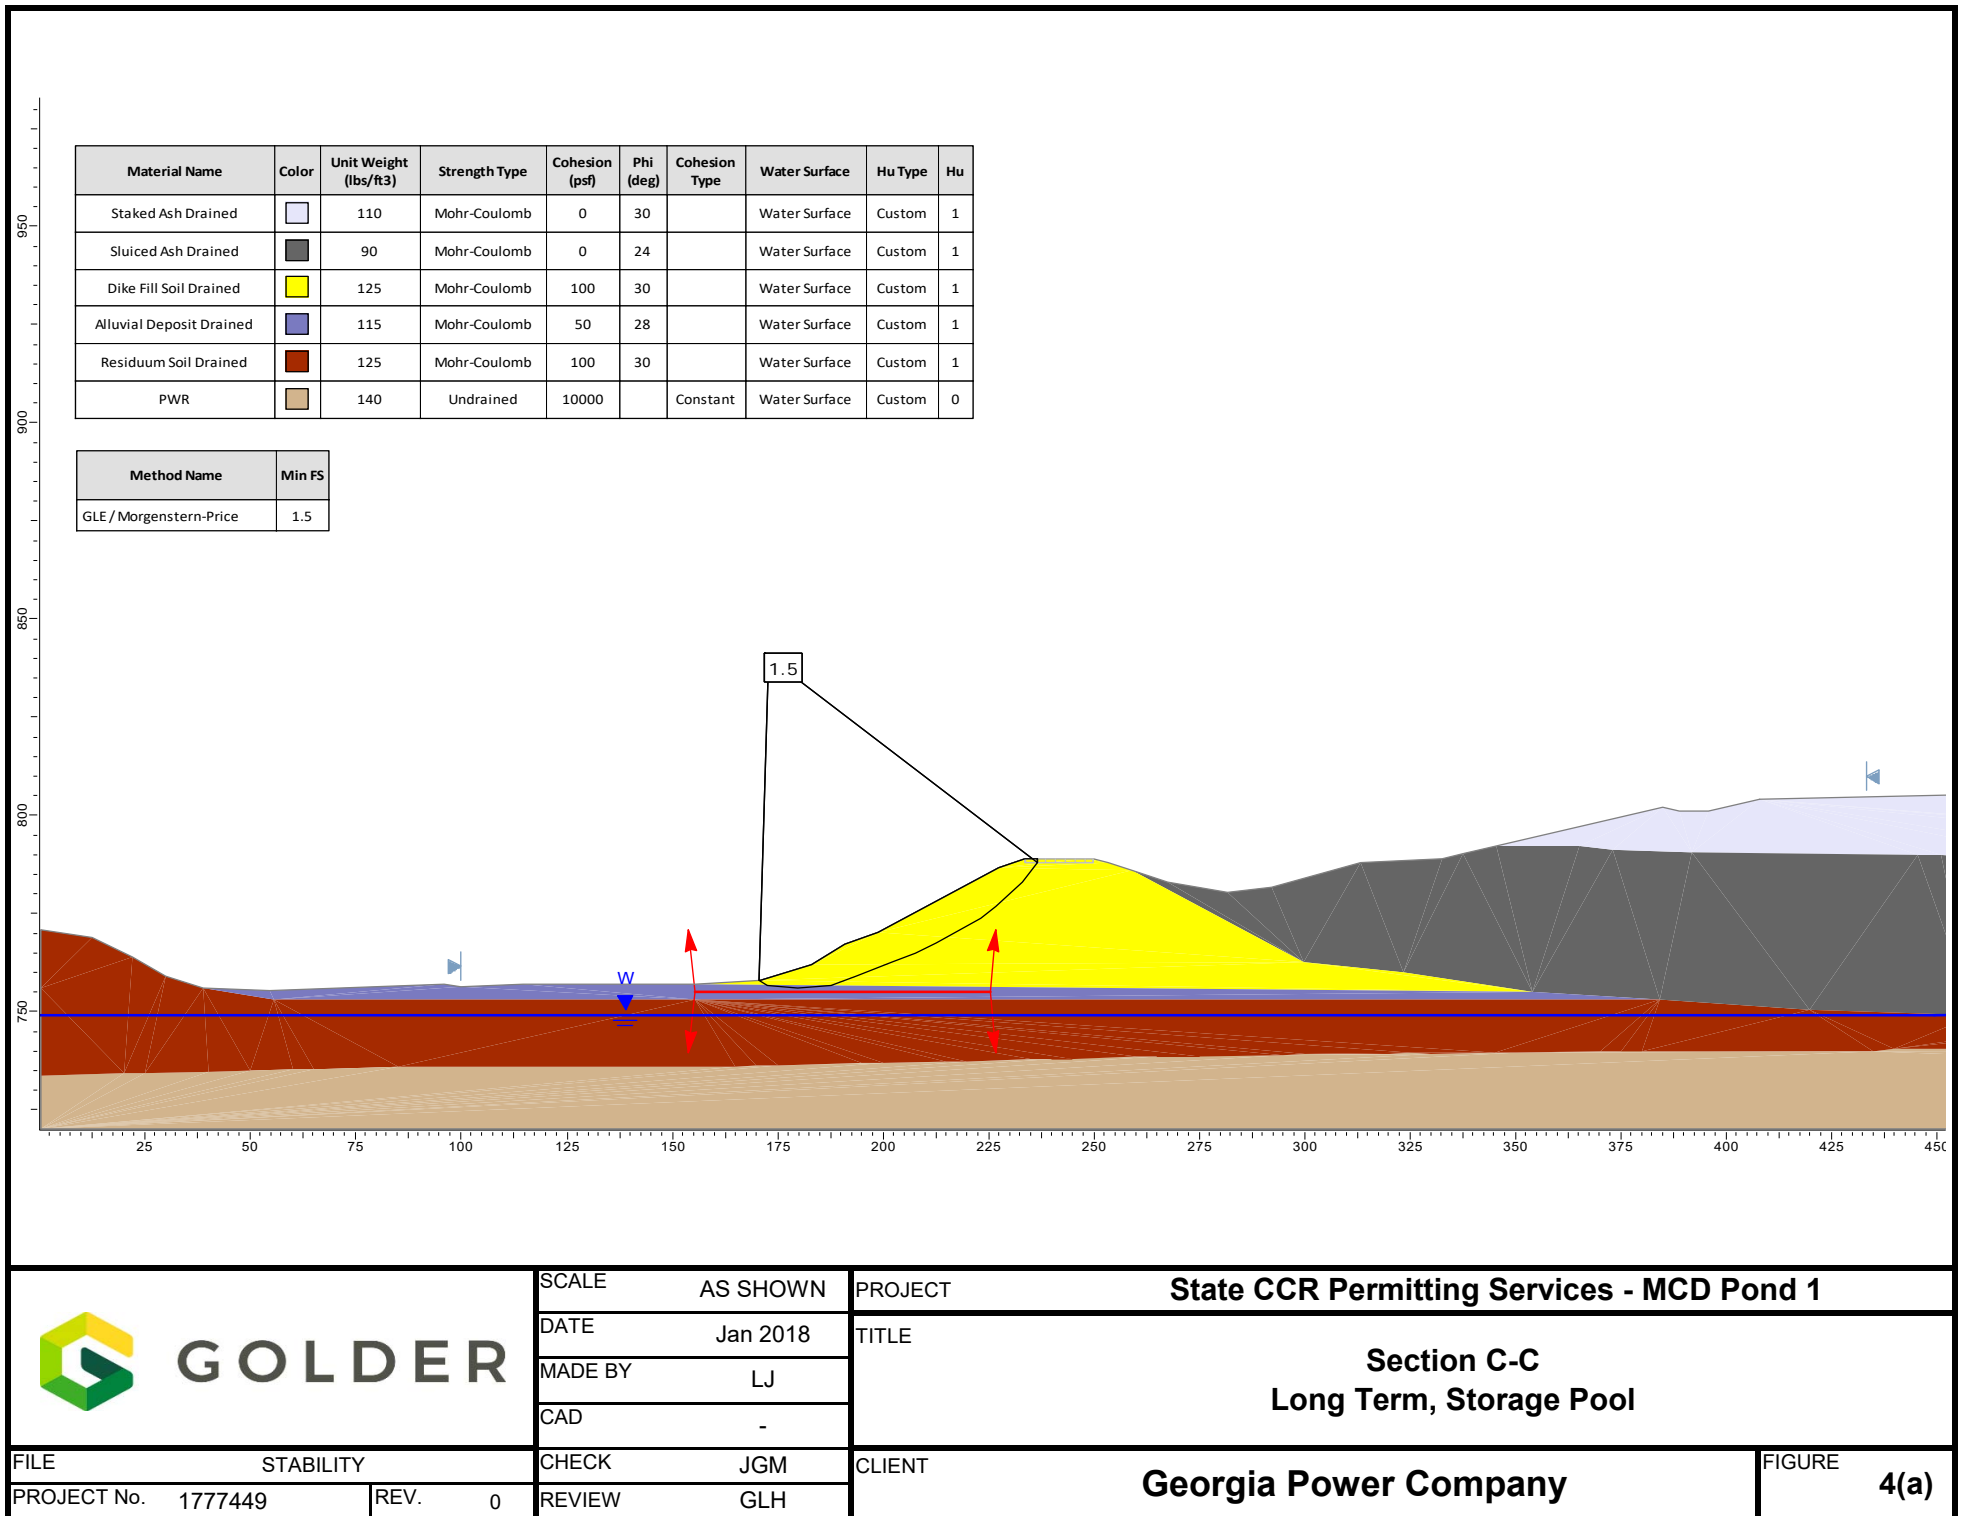 Material Name Color Unit Weight (lbs/ft3) Strength Type Cohesion (psf) Phi (deg) Cohesion Type Water Surface Hu Type Hu
Staked Ash Drained 110 Mohr-Coulomb 0 30 Water Surface Custom 1
Sluiced Ash Drained 90 Mohr-Coulomb 0 24 Water Surface Custom 1
Dike Fill Soil Drained 125 Mohr-Coulomb 100 30 Water Surface Custom 1
Alluvial Deposit Drained 115 Mohr-Coulomb 50 28 Water Surface Custom 1
Residuum Soil Drained 125 Mohr-Coulomb 100 30 Water Surface Custom 1
PWR 140 Undrained 10000 Constant Water Surface Custom 0
Method Name Min FS
GLE / Morgenstern-Price 1.5
950
900
850
800
750
1.5
W
25 50 75 100 125 150 175 200 225 250 275 300 325 350 375 400 425 450
GOLDER
SCALE AS SHOWN
DATE Jan 2018
MADE BY LJ
CAD -
CHECK JGM
REVIEW GLH
FILE STABILITY
PROJECT No. 1777449 REV. 0
PROJECT State CCR Permitting Services - MCD Pond 1
TITLE
Section C-C
Long Term, Storage Pool
CLIENT Georgia Power Company
FIGURE 4(a)